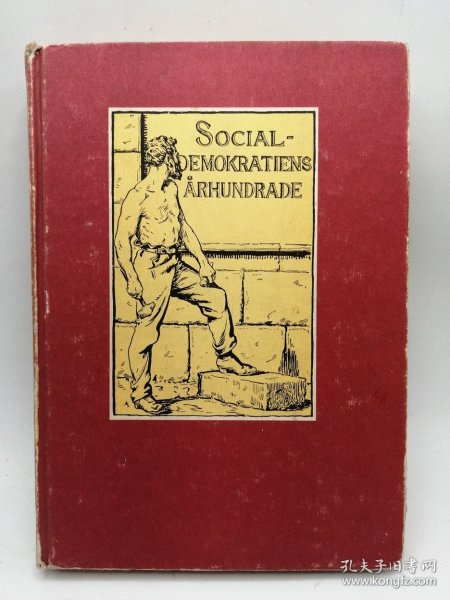 SOCIAL-
DEMOKRATIENS
ÅRHUNDRADE
孔夫子旧书网
www.kongfz.com